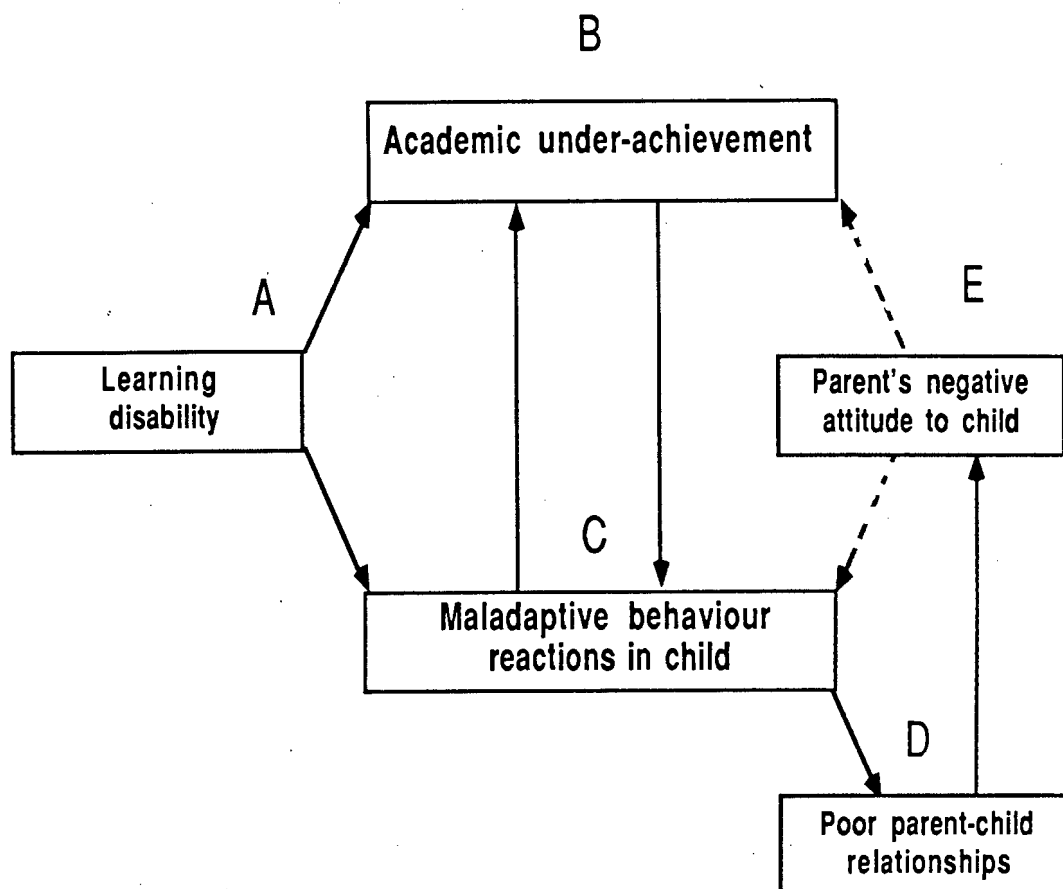 B
Academic under-achievement
A
E
Learning
disability
Parent's negative
attitude to child
C
Maladaptive behaviour
reactions in child
D
Poor parent-child
relationships